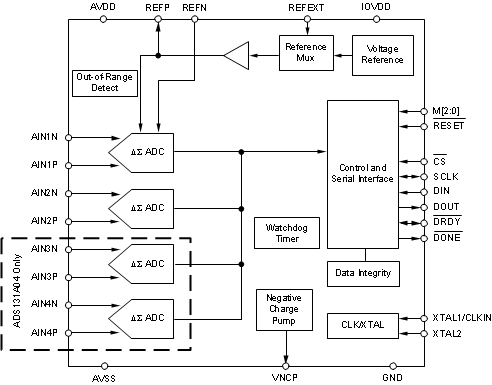 AVDD
REFP
REFN
REFEXT
IOVDD
Reference
Mux
Voltage
Reference
Out-of-Range
Detect
AIN1N
AIN1P
ΔΣ ADC
AIN2N
AIN2P
ΔΣ ADC
ADS131A04 Only
AIN3N
AIN3P
ΔΣ ADC
AIN4N
AIN4P
ΔΣ ADC
Control and
Serial Interface
M[2:0]
RESET
CS
SCLK
DIN
DOUT
DRDY
DONE
Watchdog
Timer
Data Integrity
Negative
Charge
Pump
CLK/XTAL
XTAL1/CLKIN
XTAL2
AVSS
VNCP
GND